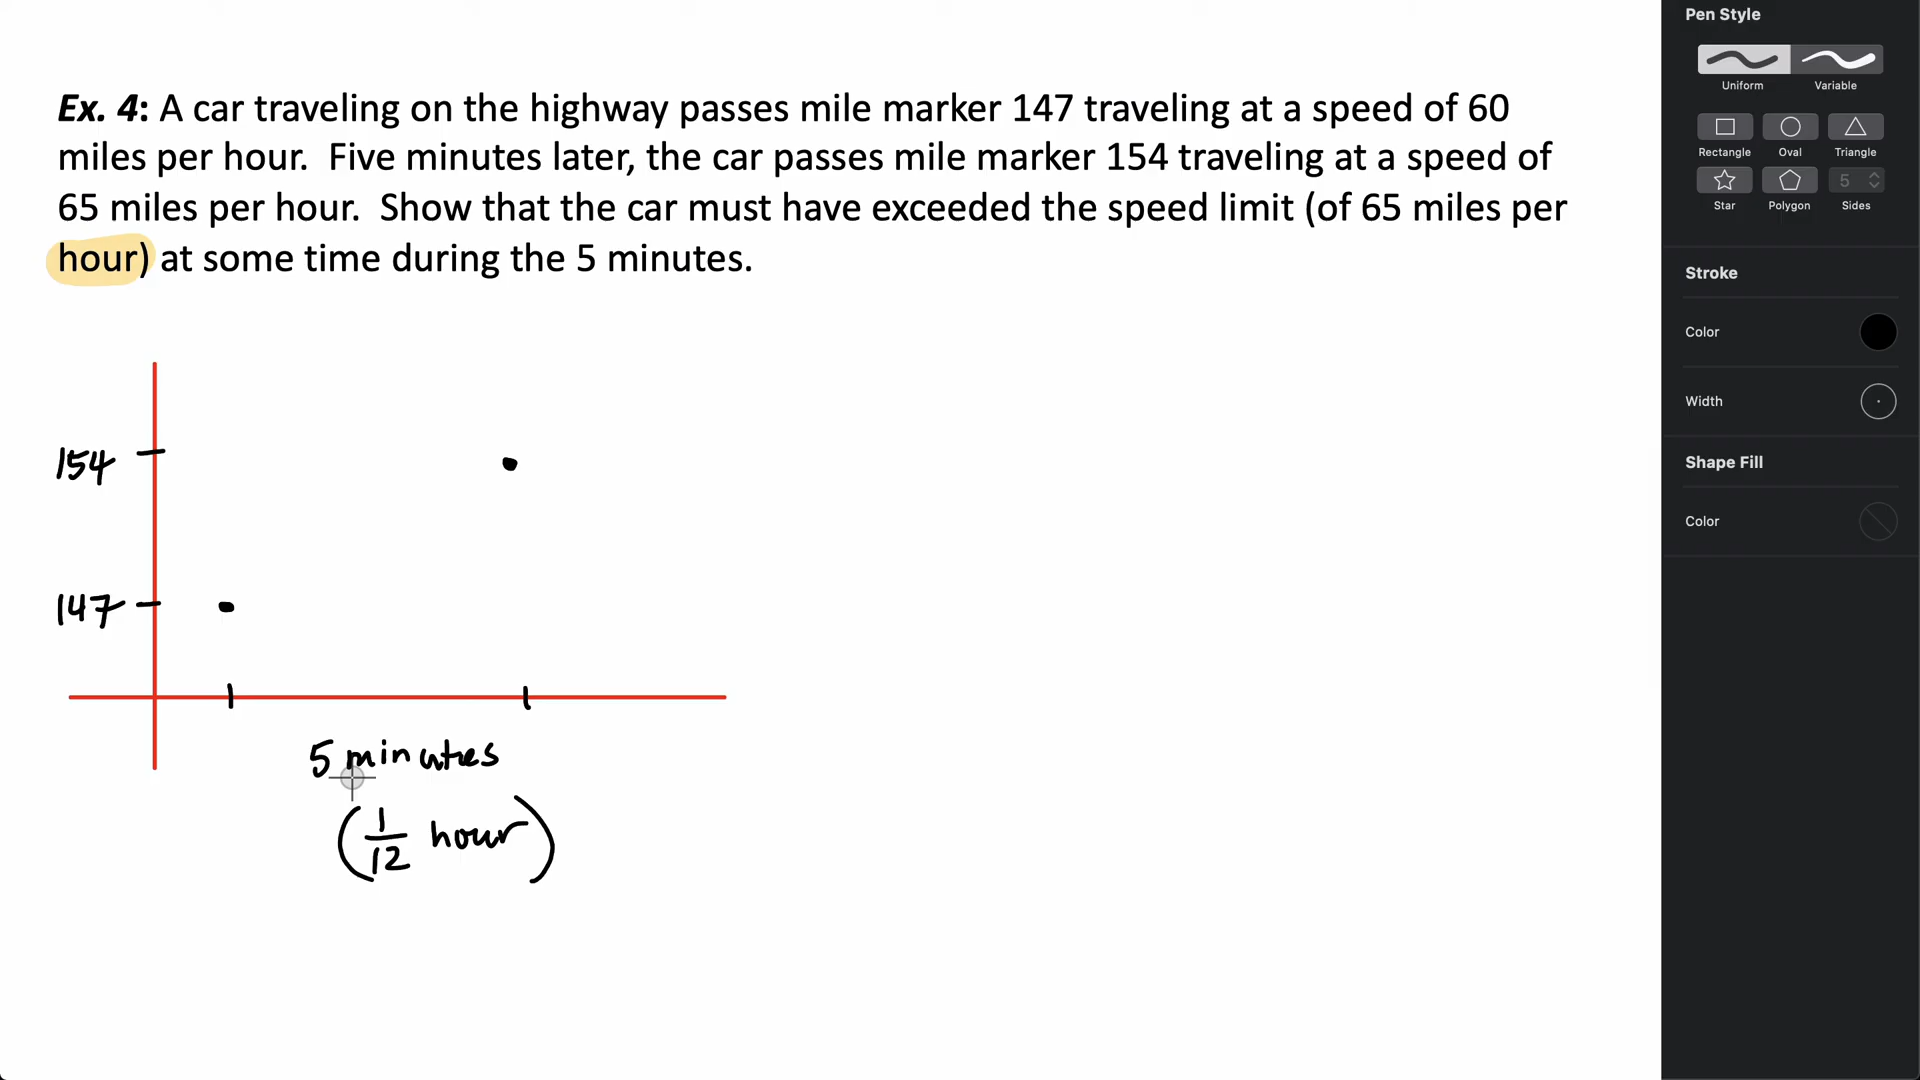 Ex. 4: A car traveling on the highway passes mile marker 147 traveling at a speed of 60
miles per hour. Five minutes later, the car passes mile marker 154 traveling at a speed of
65 miles per hour. Show that the car must have exceeded the speed limit (of 65 miles per
hour) at some time during the 5 minutes.
154
147
5 minutes
(1/12 hour)
Pen Style
Uniform Variable
Rectangle Oval Triangle
5
Star Polygon Sides
Stroke
Color
Width
Shape Fill
Color